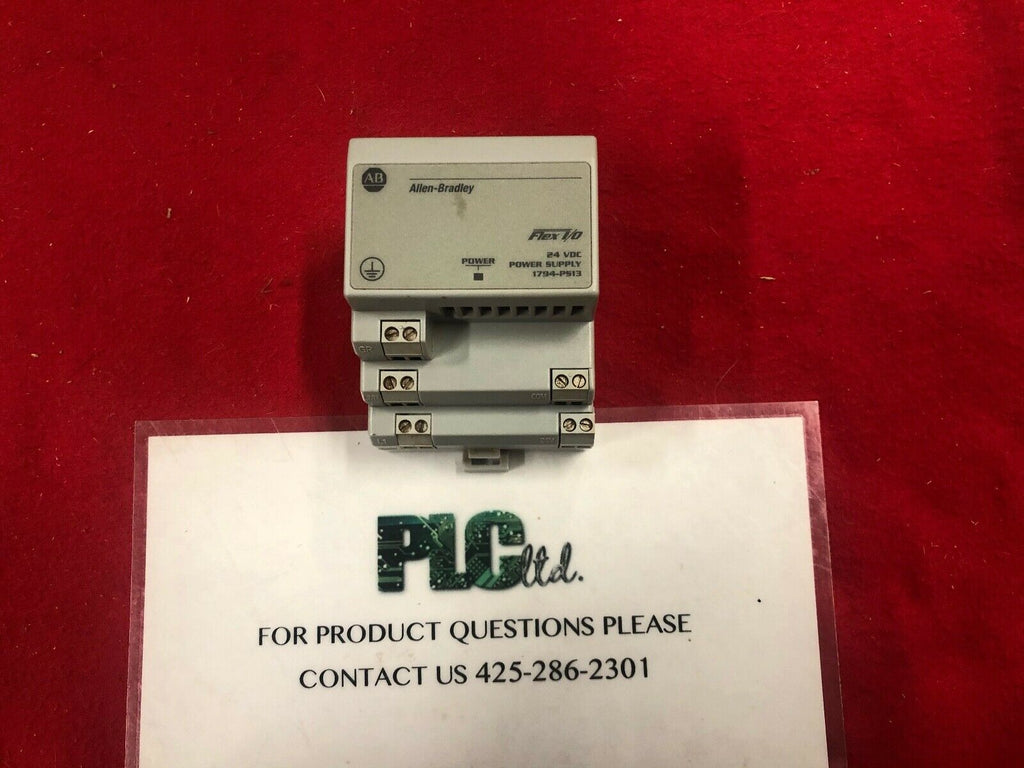 AB
Allen-Bradley
Flex I/O
24 VDC
POWER SUPPLY
1794-PS13
POWER
COM
PLC ltd.
FOR PRODUCT QUESTIONS PLEASE
CONTACT US 425-286-2301